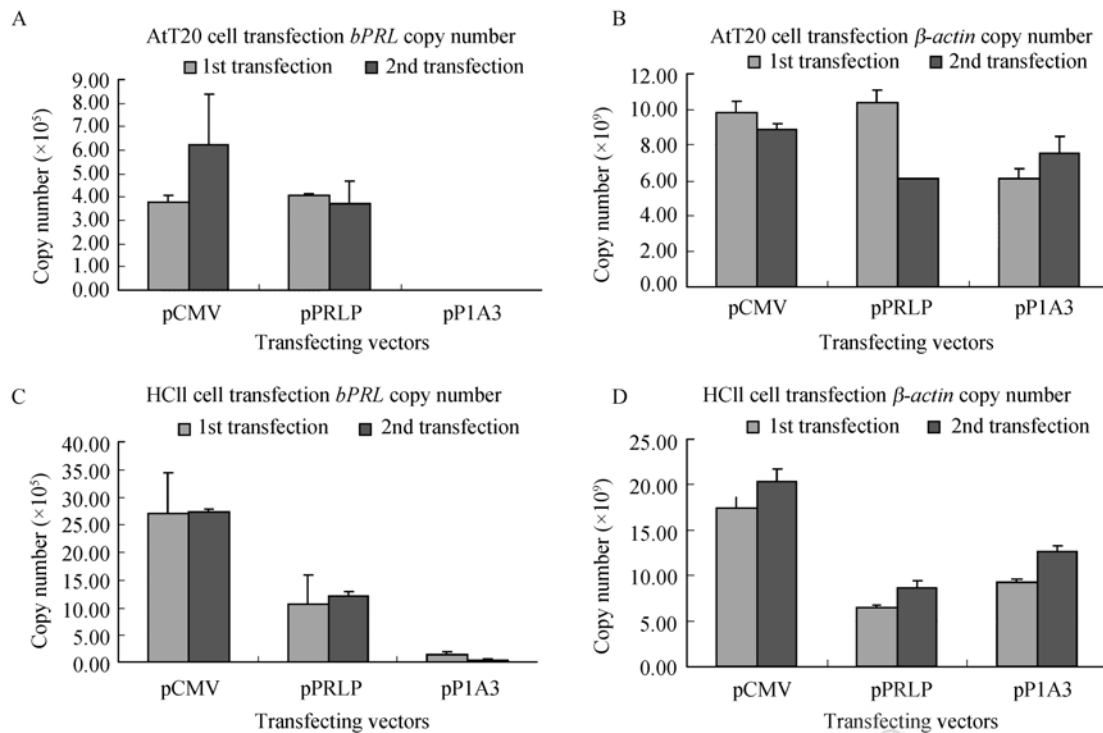 A
AtT20 cell transfection bPRL copy number
1st transfection 2nd transfection
Copy number (×10⁵)
9.00
8.00
7.00
6.00
5.00
4.00
3.00
2.00
1.00
0.00
pCMV pPRLP pP1A3
Transfecting vectors
B
AtT20 cell transfection β-actin copy number
1st transfection 2nd transfection
Copy number (×10⁹)
12.00
10.00
8.00
6.00
4.00
2.00
0.00
pCMV pPRLP pP1A3
Transfecting vectors
C
HCll cell transfection bPRL copy number
1st transfection 2nd transfection
Copy number (×10⁵)
40.00
35.00
30.00
25.00
20.00
15.00
10.00
5.00
0.00
pCMV pPRLP pP1A3
Transfecting vectors
D
HCll cell transfection β-actin copy number
1st transfection 2nd transfection
Copy number (×10⁹)
25.00
20.00
15.00
10.00
5.00
0.00
pCMV pPRLP pP1A3
Transfecting vectors